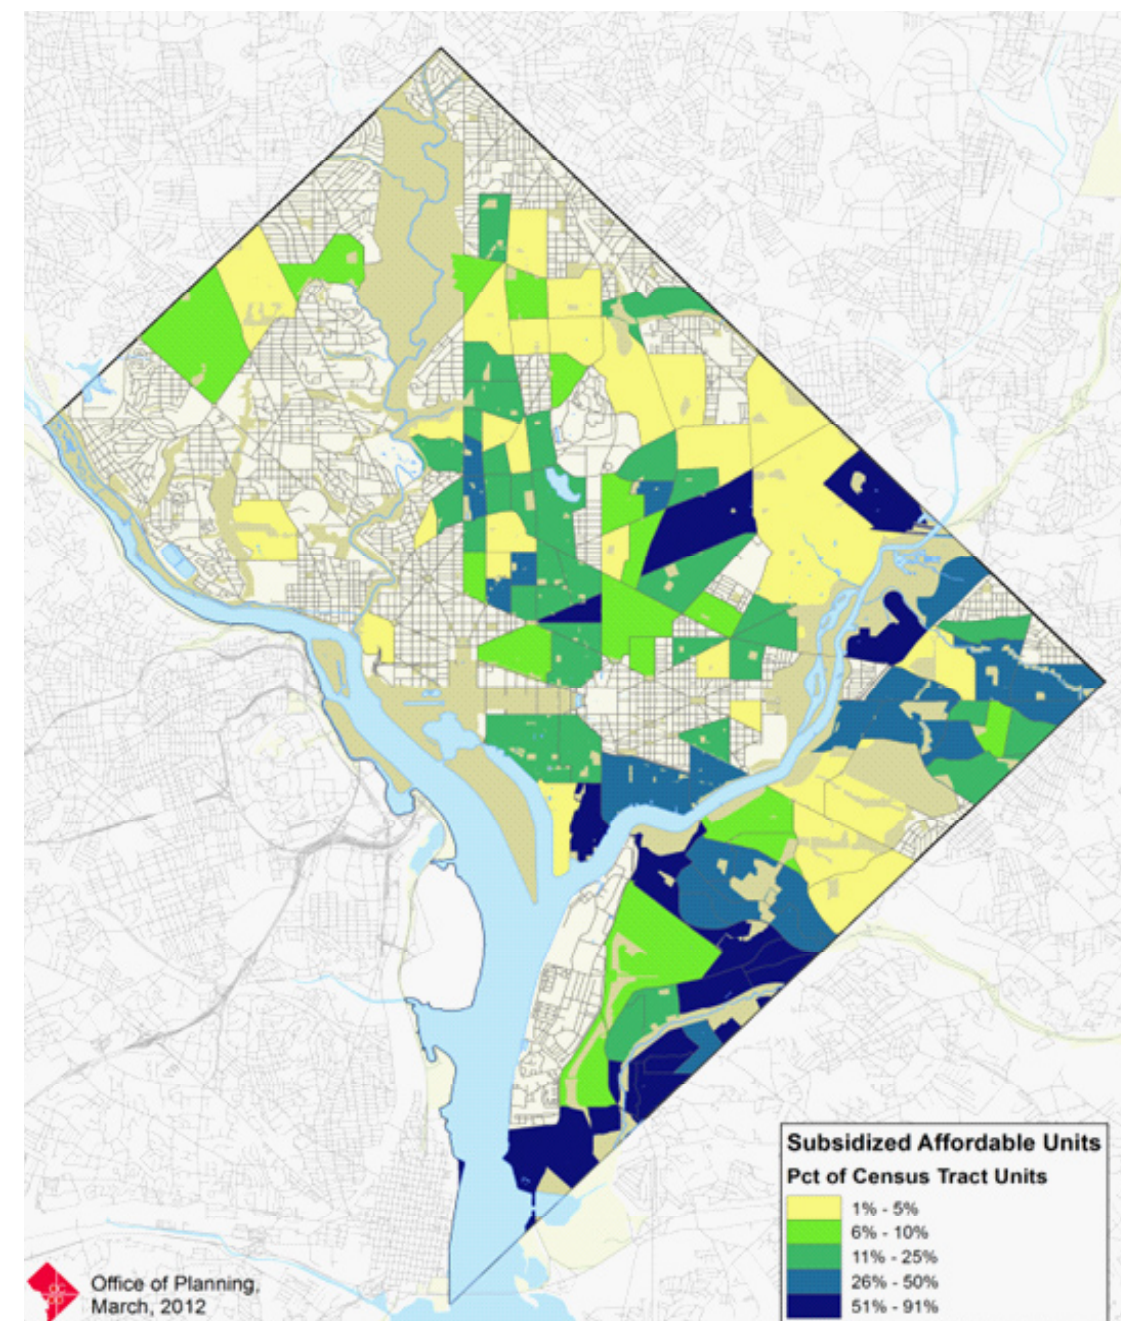 Subsidized Affordable Units
Pct of Census Tract Units
1% - 5%
6% - 10%
11% - 25%
26% - 50%
51% - 91%
Office of Planning,
March, 2012